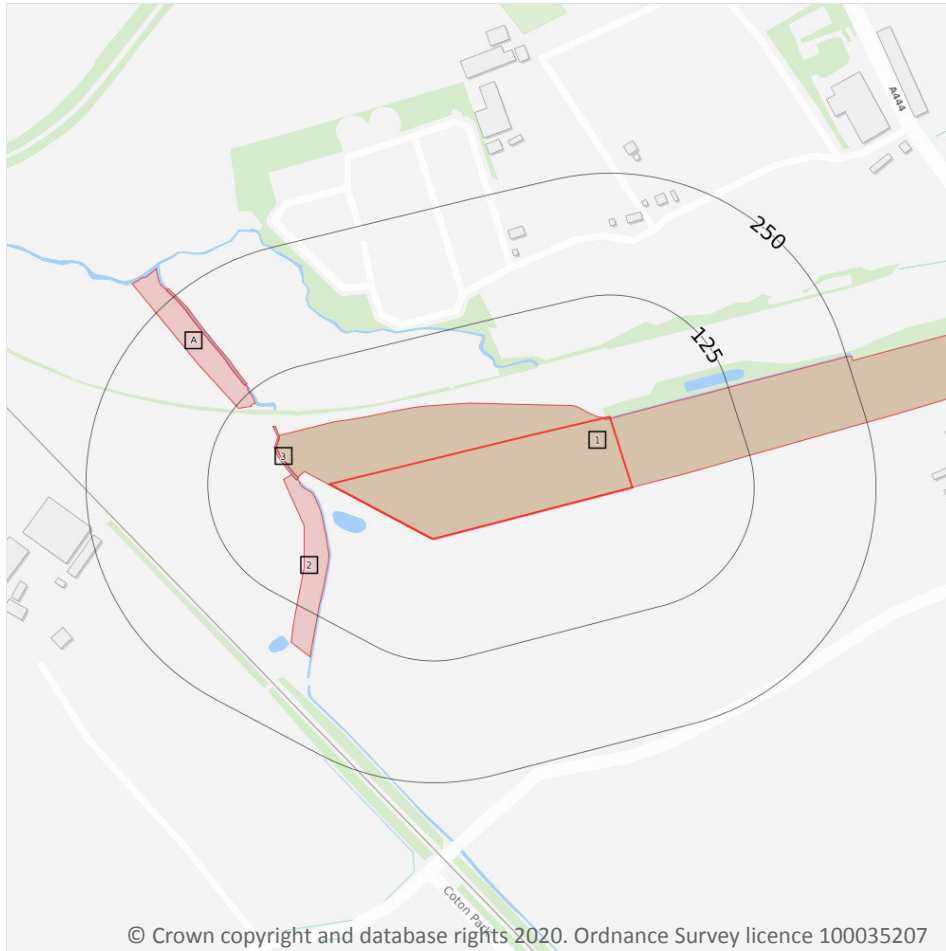 A444
250
125
A
1
3
2
Coton Park
© Crown copyright and database rights 2020. Ordnance Survey licence 100035207